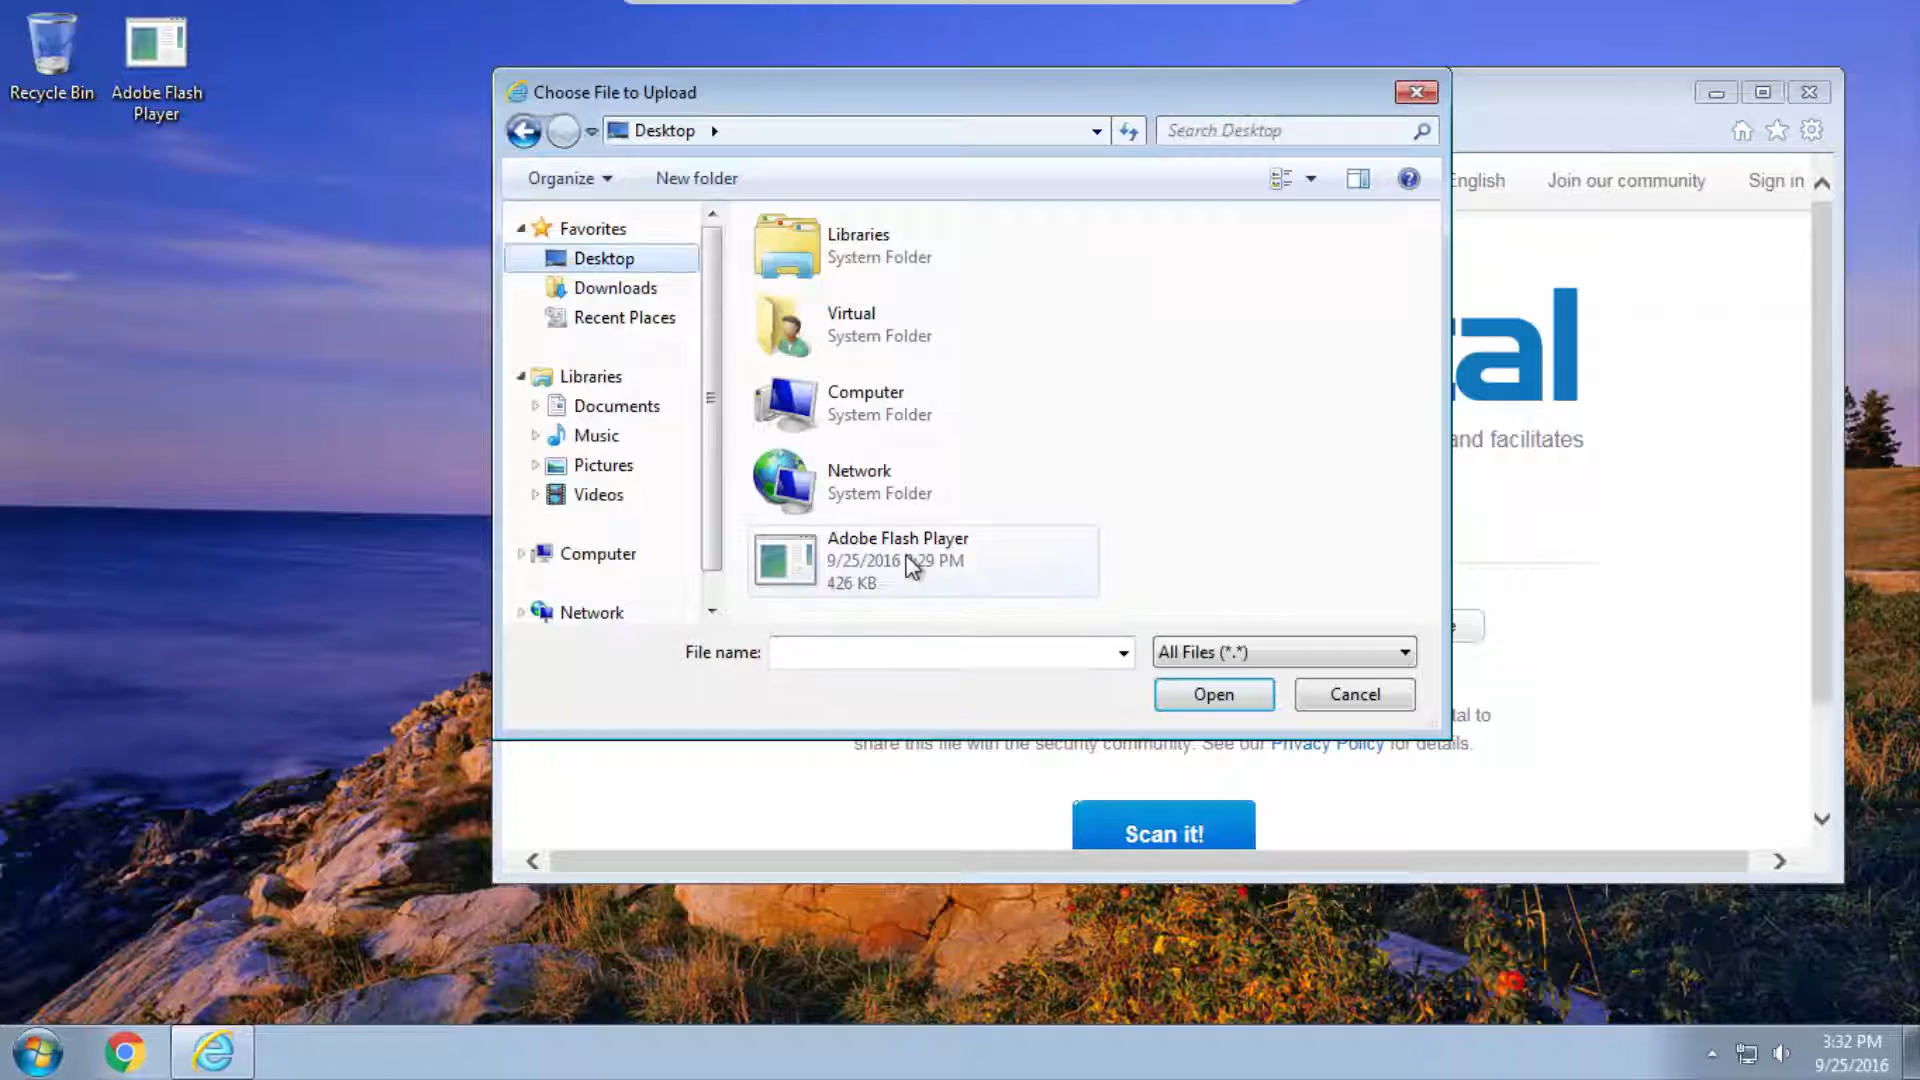 Recycle Bin
Adobe Flash
Player
Choose File to Upload
Desktop
Search Desktop
Organize
New folder
English
Join our community
Sign in
Favorites
Desktop
Downloads
Recent Places
Libraries
Documents
Music
Pictures
Videos
Computer
Network
Libraries
System Folder
Virtual
System Folder
Computer
System Folder
Network
System Folder
Adobe Flash Player
9/25/2016 :29 PM
426 KB
tal
and facilitates
File name:
All Files (*.*)
Open
Cancel
e
tal to
share this file with the security community. See our Privacy Policy for details.
Scan it!
3:32 PM
9/25/2016